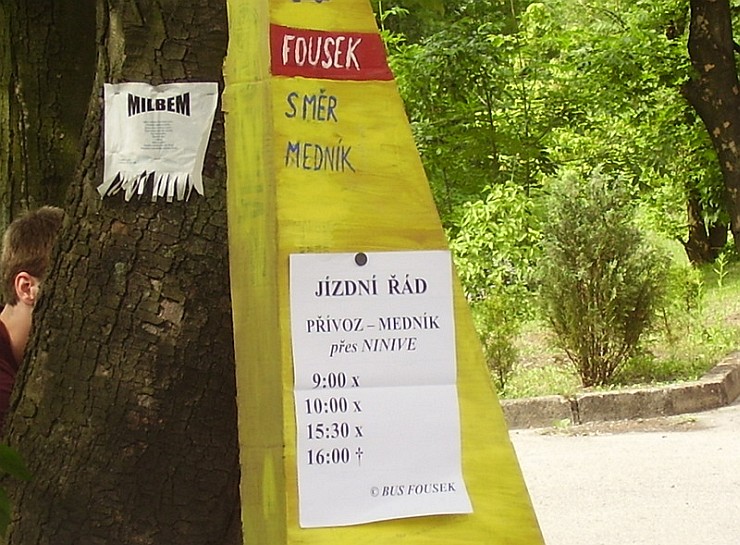 MILBEM
FOUSEK
SMĚR
MEDNÍK
JÍZDNÍ ŘÁD
PŘÍVOZ – MEDNÍK
přes NINIVE
9:00 x
10:00 x
15:30 x
16:00 †
© BUS FOUSEK